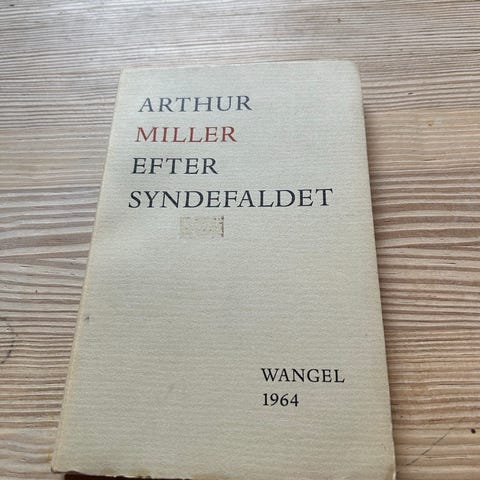 ARTHUR
MILLER
EFTER
SYNDEFALDET
WANGEL
1964